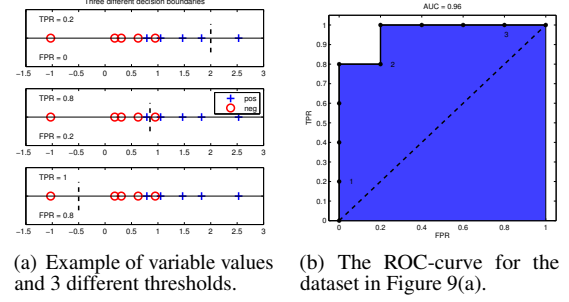 Three different decision boundaries
TPR = 0.2
FPR = 0
−1.5 −1 −0.5 0 0.5 1 1.5 2 2.5 3
TPR = 0.8
FPR = 0.2
pos
neg
−1.5 −1 −0.5 0 0.5 1 1.5 2 2.5 3
TPR = 1
FPR = 0.8
−1.5 −1 −0.5 0 0.5 1 1.5 2 2.5 3
(a) Example of variable values
and 3 different thresholds.
AUC = 0.96
TPR
1
0.9
0.8
0.7
0.6
0.5
0.4
0.3
0.2
0.1
0
1
2
3
0 0.2 0.4 0.6 0.8 1
FPR
(b) The ROC-curve for the
dataset in Figure 9(a).